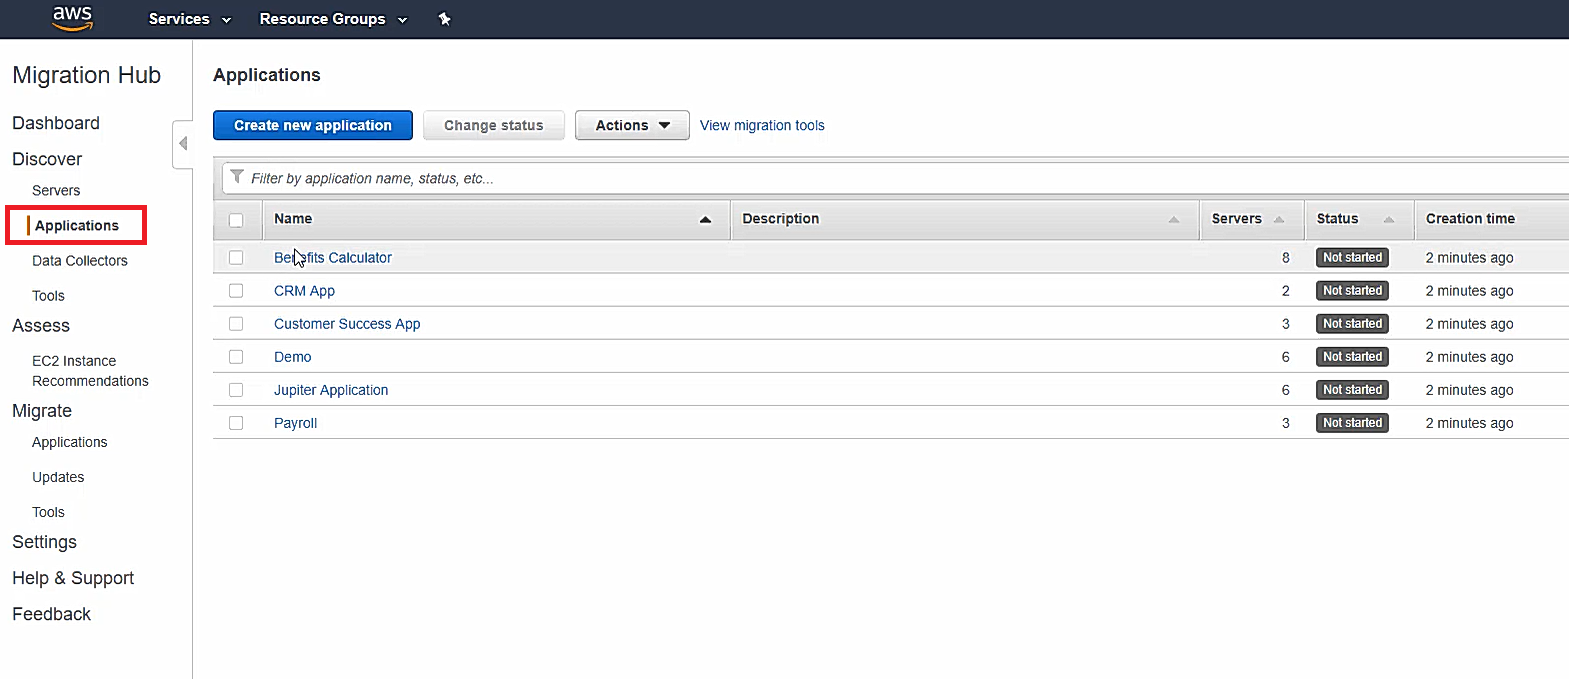 aws Services Resource Groups
Migration Hub
Dashboard
Discover
Servers
Applications
Data Collectors
Tools
Assess
EC2 Instance
Recommendations
Migrate
Applications
Updates
Tools
Settings
Help & Support
Feedback
Applications
Create new application Change status Actions View migration tools
Filter by application name, status, etc...
Name Description Servers Status Creation time
Benefits Calculator 8 Not started 2 minutes ago
CRM App 2 Not started 2 minutes ago
Customer Success App 3 Not started 2 minutes ago
Demo 6 Not started 2 minutes ago
Jupiter Application 6 Not started 2 minutes ago
Payroll 3 Not started 2 minutes ago